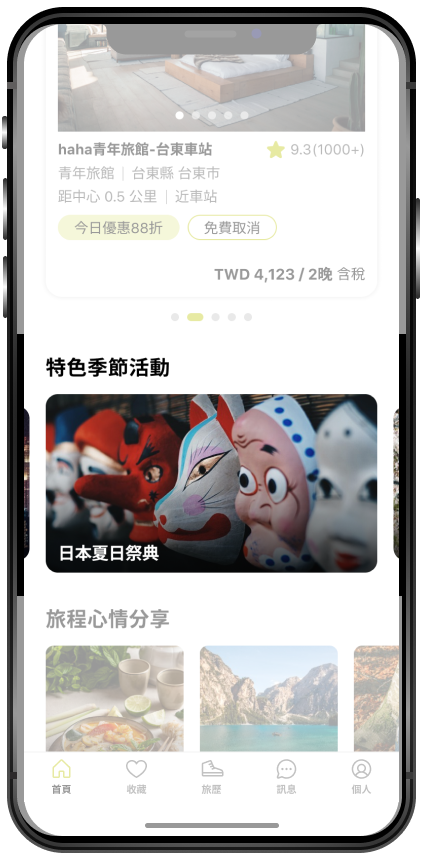 haha青年旅館-台東車站
9.3(1000+)
青年旅館｜台東縣 台東市
距中心 0.5 公里｜近車站
今日優惠88折
免費取消
TWD 4,123 / 2晚 含稅
特色季節活動
日本夏日祭典
旅程心情分享
首頁
收藏
旅歷
訊息
個人